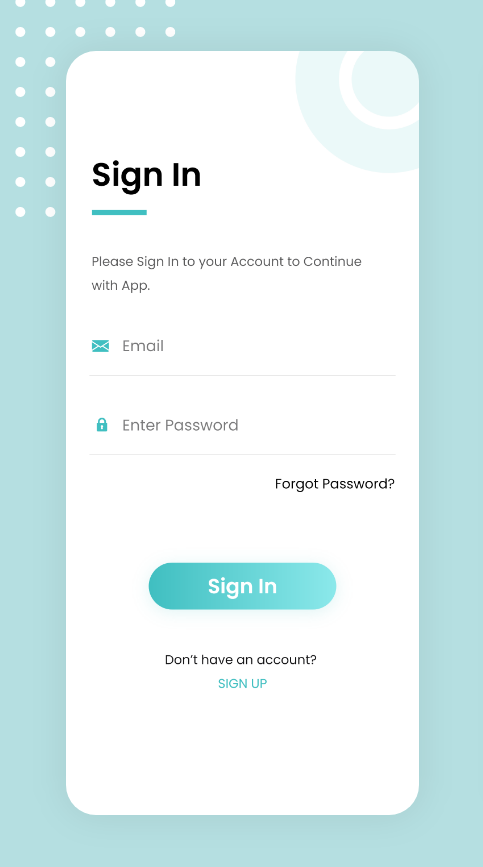 Sign In
Please Sign In to your Account to Continue
with App.
Email
Enter Password
Forgot Password?
Sign In
Don’t have an account?
SIGN UP